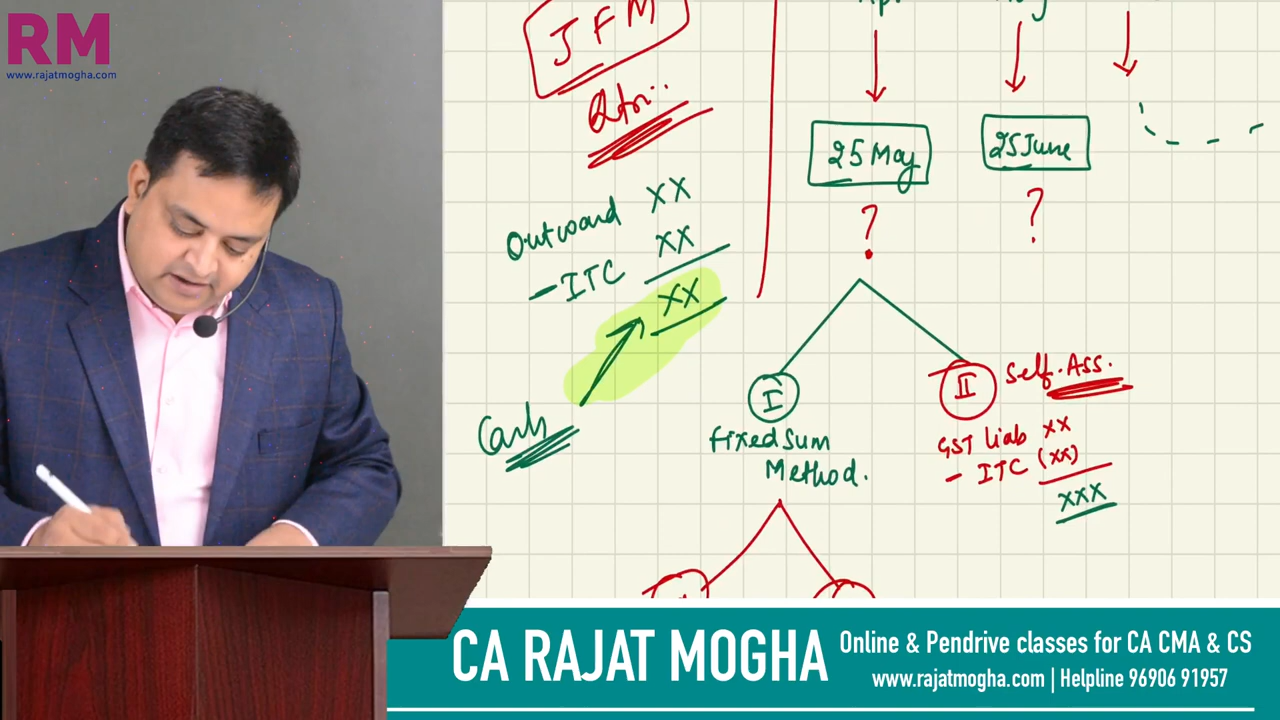 RM
www.rajatmogha.com
J F M
Qtr..
Outward XX
- ITC XX
XX
Cash
25 May
25 June
?
?
I
Fixed Sum
Method.
II
Self. Ass.
GST liab XX
- ITC (XX)
XXX
CA RAJAT MOGHA
Online & Pendrive classes for CA CMA & CS
www.rajatmogha.com | Helpline 96906 91957